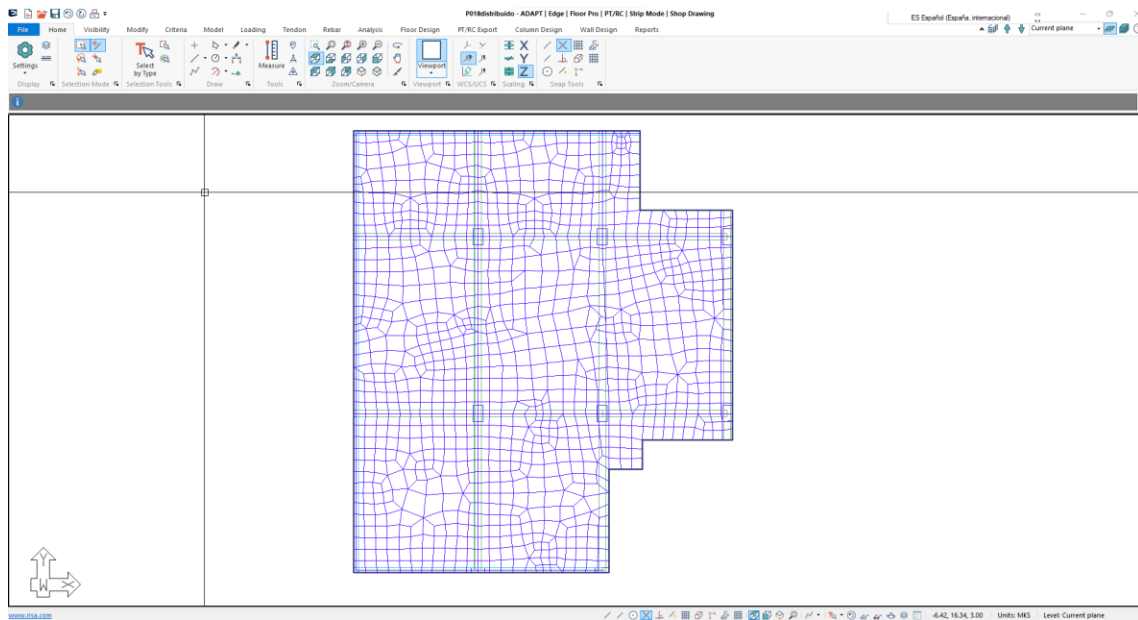 P018distribuido - ADAPT | Edge | Floor Pro | PT/RC | Strip Mode | Shop Drawing
ES Español (España, internacional)
File Home Visibility Modify Criteria Model Loading Tendon Rebar Analysis Floor Design PT/RC Export Column Design Wall Design Reports
Current plane
Settings
Select
by Type
Measure
Viewport
X
Y
Z
Display Selection Mode Selection Tools Draw Tools Zoom/Camera Viewport WCS/UCS Scaling Snap Tools
Y
W X
www.risa.com
-6.42, 16.34, 3.00 Units: MKS Level: Current plane